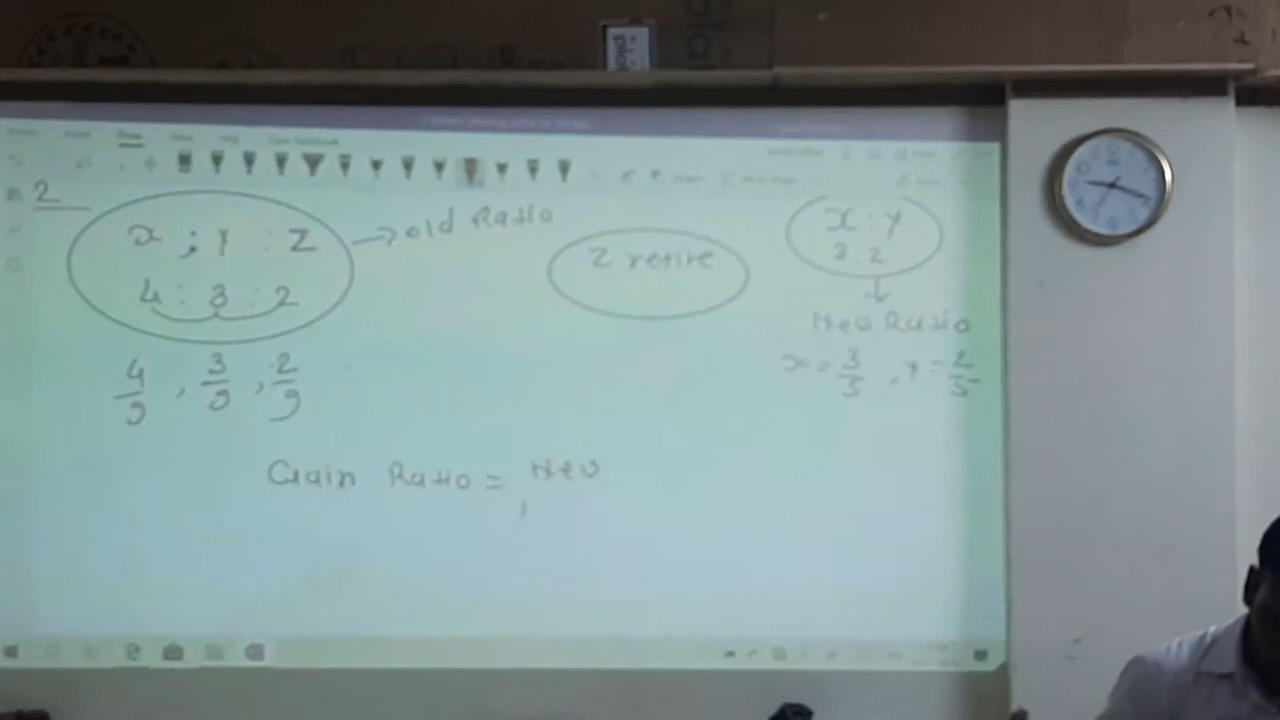 2
x : y : z → old Ratio
4 : 3 : 2
4/9 , 3/9 , 2/9
z retire
x : y
3 : 2
New Ratio
x = 3/5 , y = 2/5
Gain Ratio = New